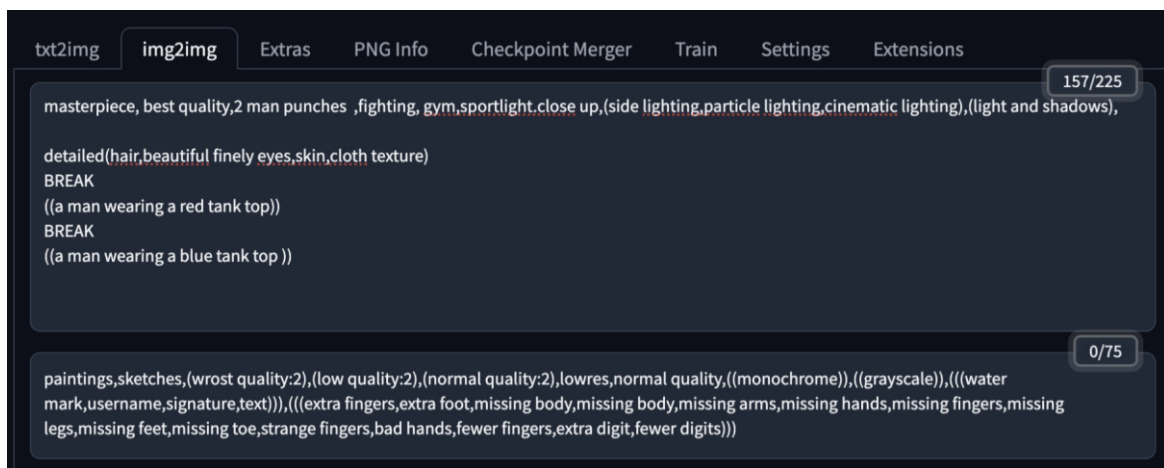 txt2img img2img Extras PNG Info Checkpoint Merger Train Settings Extensions
157/225
masterpiece, best quality,2 man punches ,fighting, gym,sportlight.close up,(side lighting,particle lighting,cinematic lighting),(light and shadows),
detailed(hair,beautiful finely eyes,skin,cloth texture)
BREAK
((a man wearing a red tank top))
BREAK
((a man wearing a blue tank top ))
0/75
paintings,sketches,(wrost quality:2),(low quality:2),(normal quality:2),lowres,normal quality,((monochrome)),((grayscale)),(((water
mark,username,signature,text))),(((extra fingers,extra foot,missing body,missing body,missing arms,missing hands,missing fingers,missing
legs,missing feet,missing toe,strange fingers,bad hands,fewer fingers,extra digit,fewer digits)))